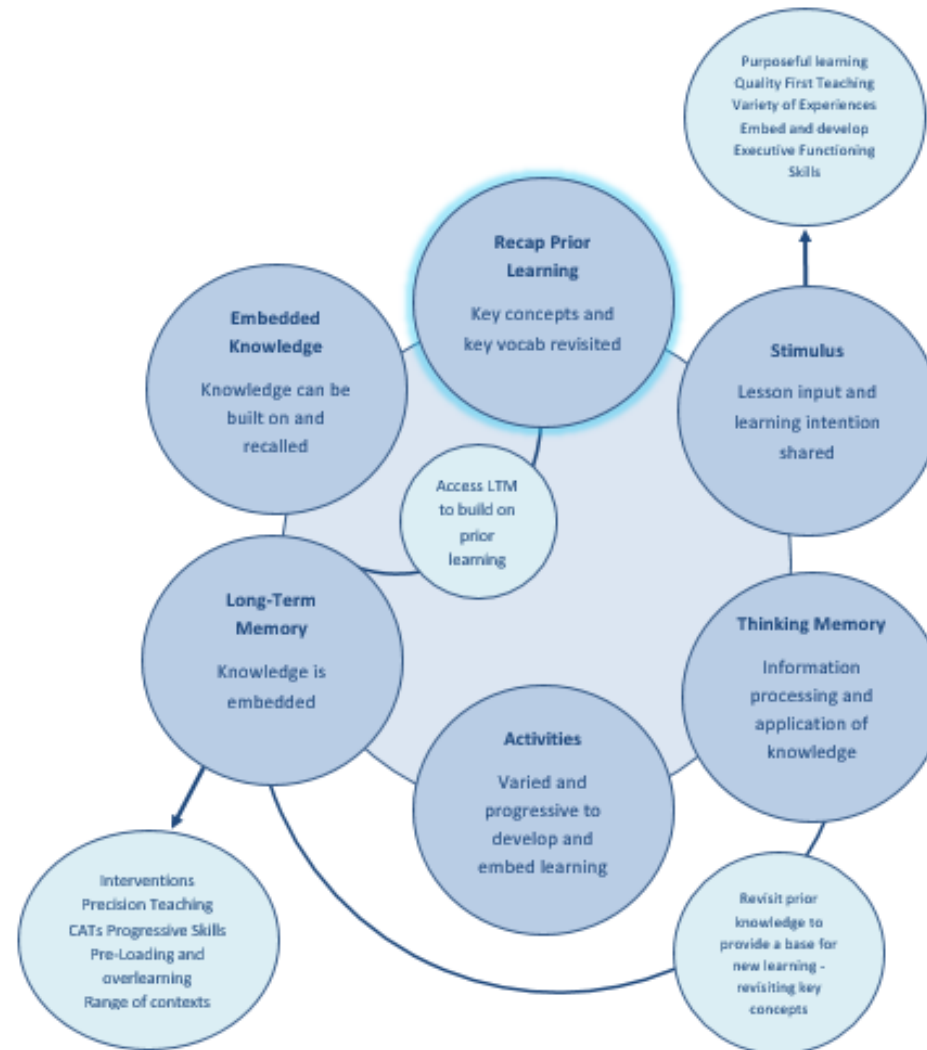 Purposeful learning
Quality First Teaching
Variety of Experiences
Embed and develop
Executive Functioning
Skills
Recap Prior
Learning
Key concepts and
key vocab revisited
Stimulus
Lesson input and
learning intention
shared
Thinking Memory
Information
processing and
application of
knowledge
Revisit prior
knowledge to
provide a base for
new learning -
revisiting key
concepts
Activities
Varied and
progressive to
develop and
embed learning
Long-Term
Memory
Knowledge is
embedded
Interventions
Precision Teaching
CATs Progressive Skills
Pre-Loading and
overlearning
Range of contexts
Access LTM
to build on
prior
learning
Embedded
Knowledge
Knowledge can be
built on and
recalled